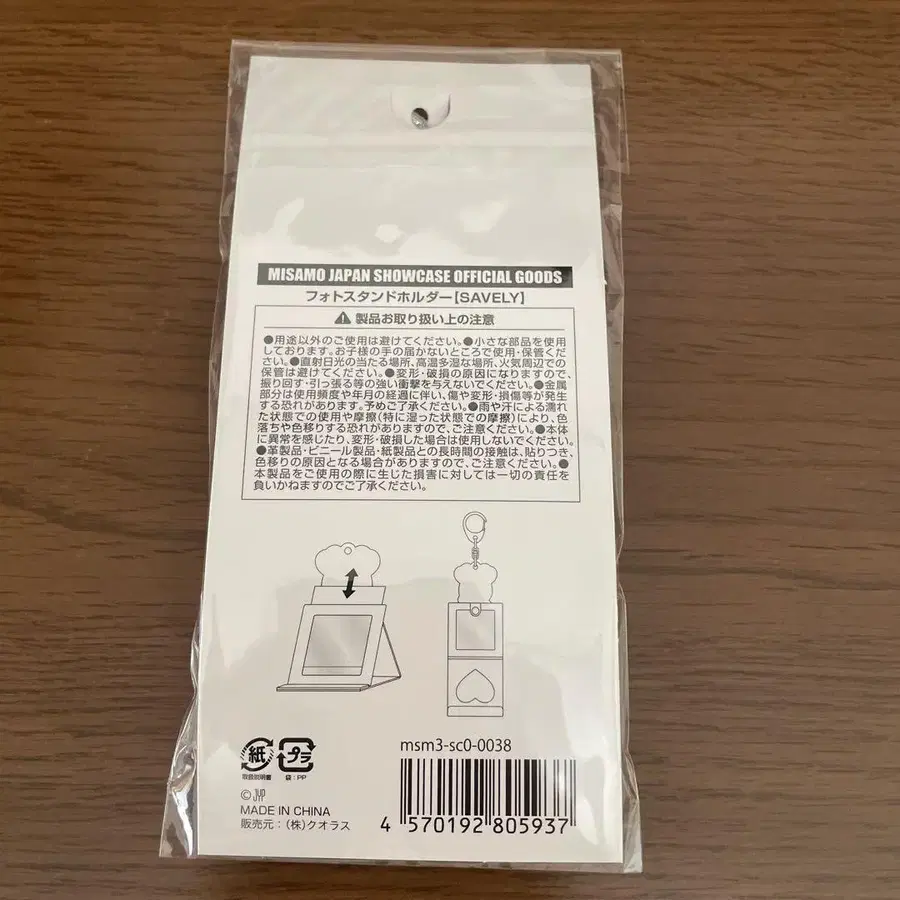 MISAMO JAPAN SHOWCASE OFFICIAL GOODS
フォトスタンドホルダー【SAVELY】
⚠ 製品お取り扱い上の注意
●用途以外のご使用は避けてください。●小さな部品を使用
しております。お子様の手の届かないところで使用・保管くだ
さい。●直射日光の当たる場所、高温多湿な場所、火気周辺での
保管は避けてください。●変形・破損の原因になりますので、
振り回す・引っ張る等の強い衝撃を与えないでください。●金属
部分は使用頻度や年月の経過に伴い、傷や変形・損傷等が発生
する恐れがあります。予めご了承ください。●雨や汗による濡れ
た状態での使用や摩擦(特に湿った状態での摩擦)により、色
落ちや色移りする恐れがありますので、ご注意ください。●本体
に異常を感じたり、変形・破損した場合は使用しないでください。
●革製品・ビニール製品・紙製品との長時間の接触は、貼りつき、
色移りの原因となる場合がありますので、ご注意ください。●
本製品をご使用の際に生じた損害に対しては一切の責任を
負いかねますのでご了承ください。
msm3-sc0-0038
紙 プラ
取扱説明書 袋:PP
©
MADE IN CHINA
販売元:(株)クオラス
4 570192 805937